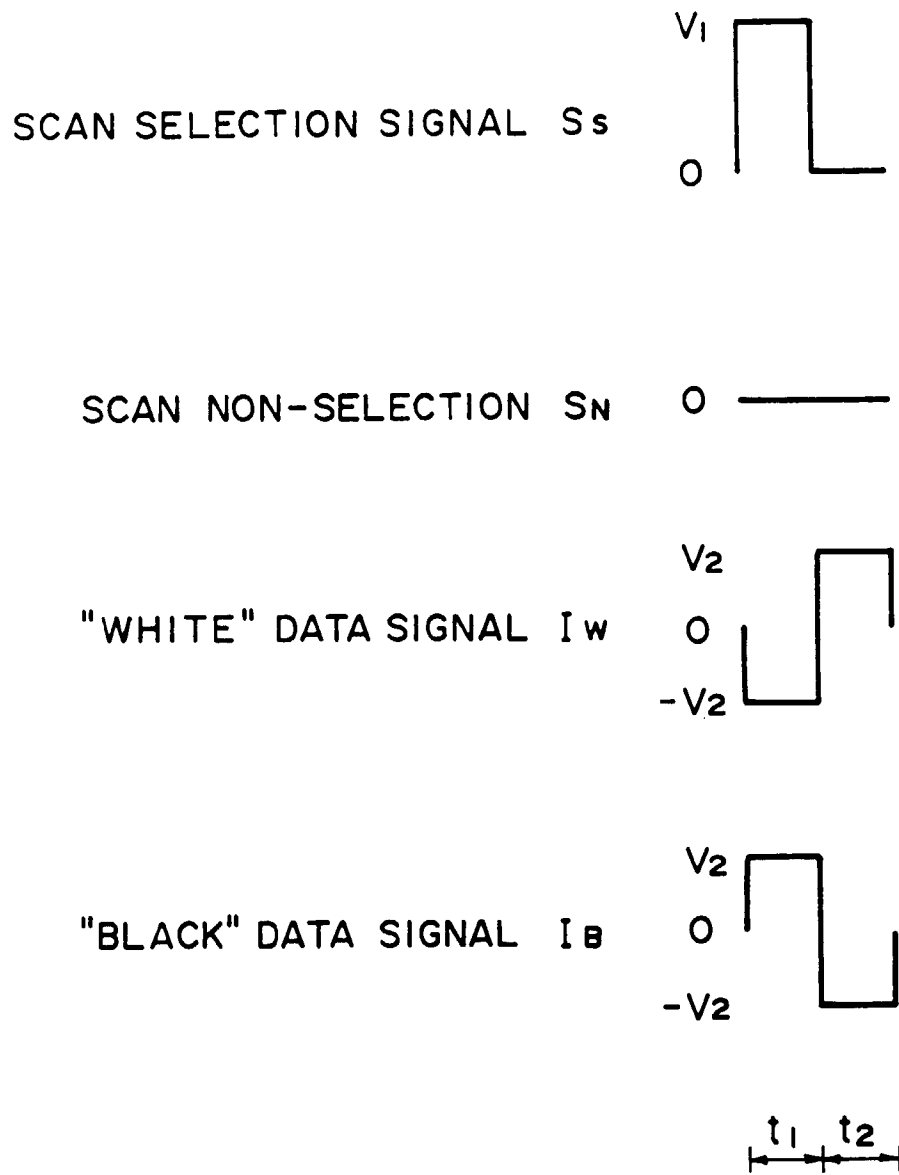 V1
SCAN SELECTION SIGNAL Ss
0
SCAN NON-SELECTION SN 0
V2
"WHITE" DATA SIGNAL IW 0
-V2
V2
"BLACK" DATA SIGNAL IB 0
-V2
t1 t2